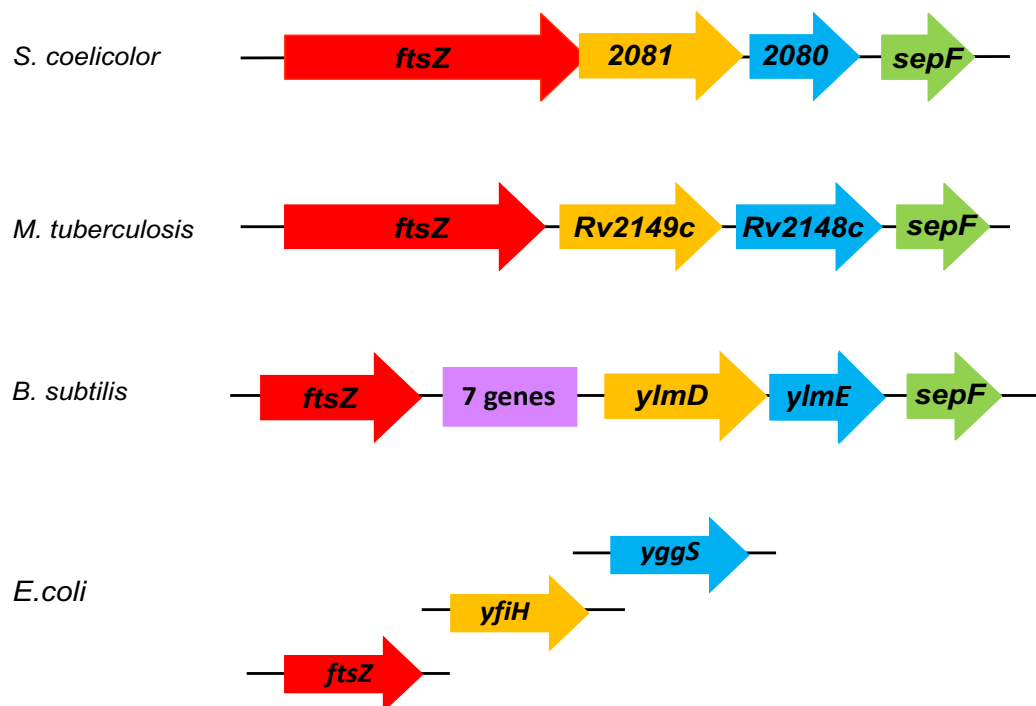 S. coelicolor ftsZ 2081 2080 sepF
M. tuberculosis ftsZ Rv2149c Rv2148c sepF
B. subtilis ftsZ 7 genes ylmD ylmE sepF
yggS
E.coli yfiH
ftsZ